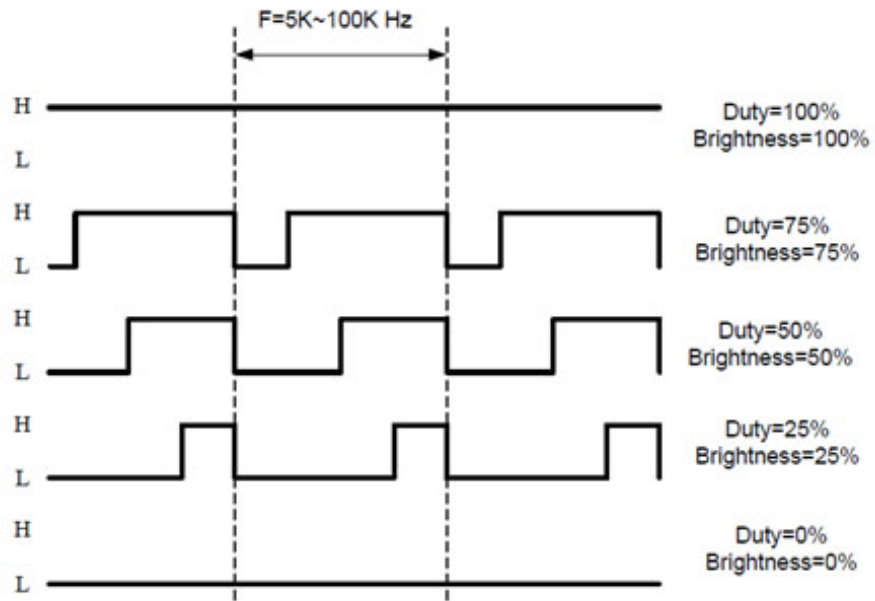 F=5K~100K Hz
H
Duty=100%
Brightness=100%
L
H
Duty=75%
Brightness=75%
L
H
Duty=50%
Brightness=50%
L
H
Duty=25%
Brightness=25%
L
H
Duty=0%
Brightness=0%
L